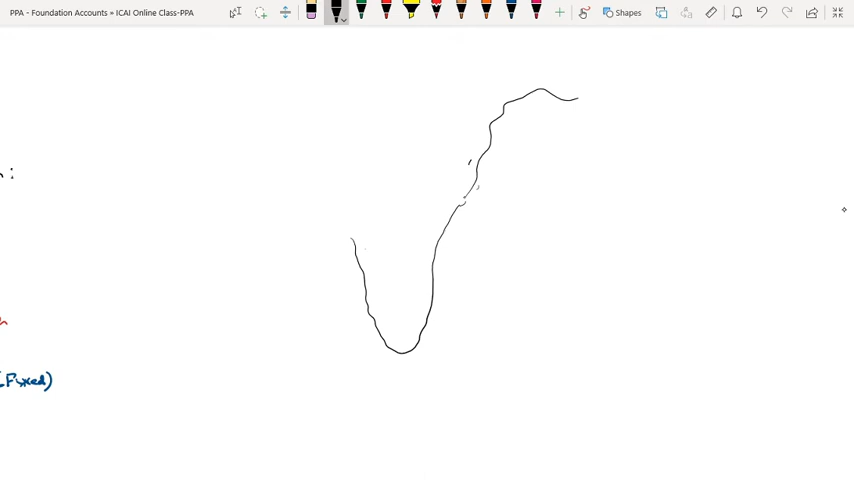 PPA - Foundation Accounts » ICAI Online Class-PPA
Shapes
:
(Fixed)